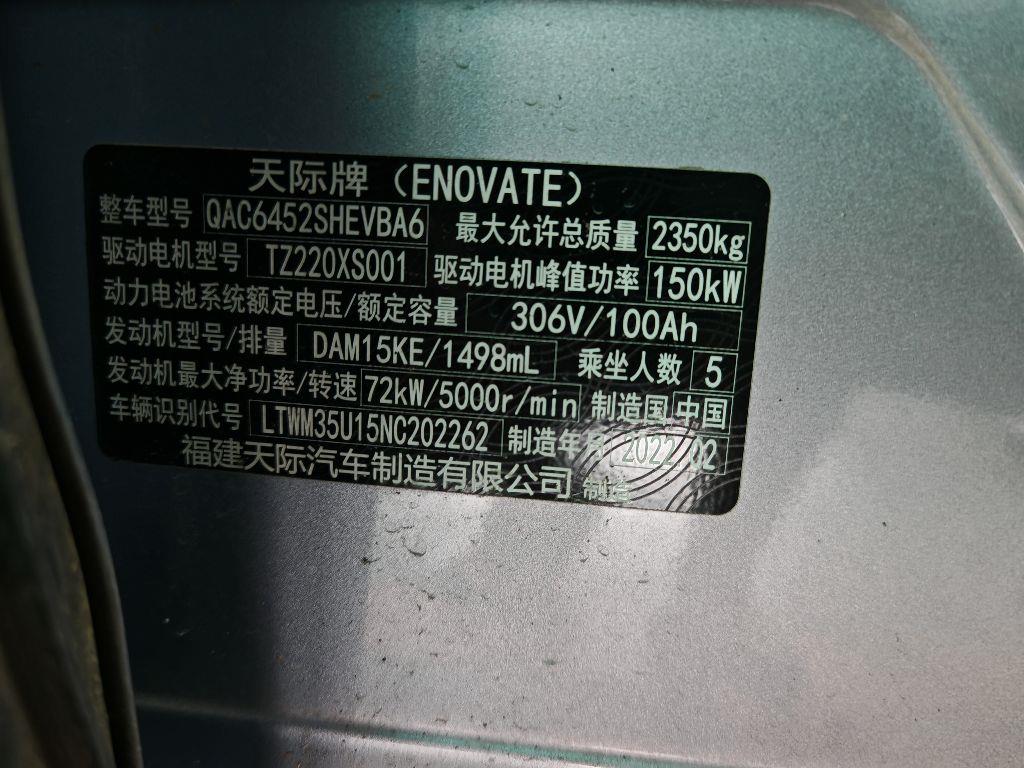 天际牌（ENOVATE）
整车型号 QAC6452SHEVBA6 最大允许总质量 2350kg
驱动电机型号 TZ220XS001 驱动电机峰值功率 150kW
动力电池系统额定电压/额定容量 306V/100Ah
发动机型号/排量 DAM15KE/1498mL 乘坐人数 5
发动机最大净功率/转速 72kW/5000r/min 制造国 中国
车辆识别代号 LTWM35U15NC202262 制造年月 2022.02
福建天际汽车制造有限公司 制造